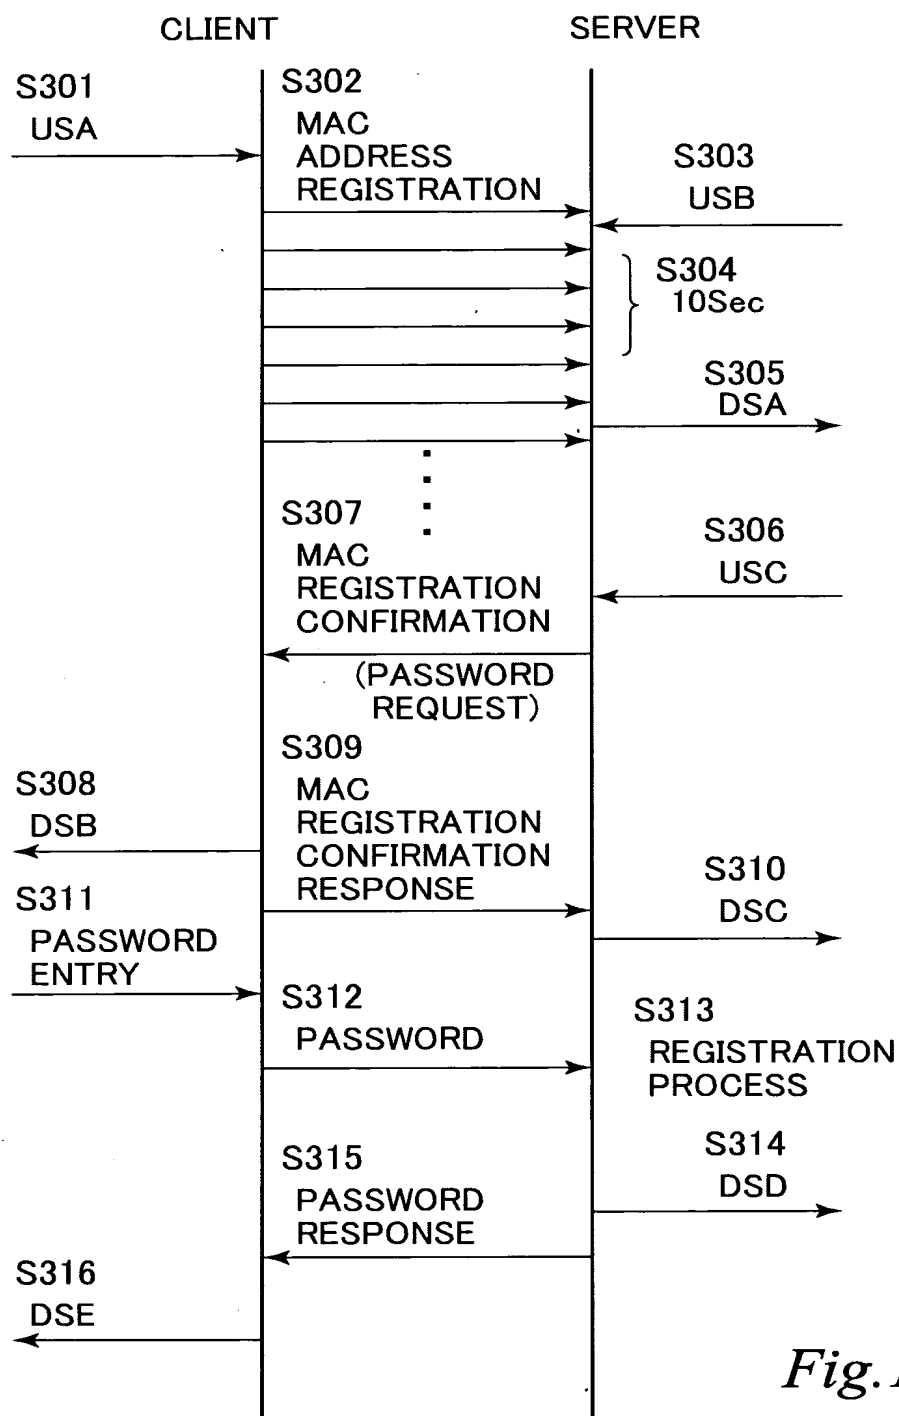 CLIENT
SERVER
S301
USA
S302
MAC
ADDRESS
REGISTRATION
S303
USB
S304
10Sec
S305
DSA
S306
USC
S307
MAC
REGISTRATION
CONFIRMATION
(PASSWORD
REQUEST)
S308
DSB
S309
MAC
REGISTRATION
CONFIRMATION
RESPONSE
S310
DSC
S311
PASSWORD
ENTRY
S312
PASSWORD
S313
REGISTRATION
PROCESS
S314
DSD
S315
PASSWORD
RESPONSE
S316
DSE
Fig.